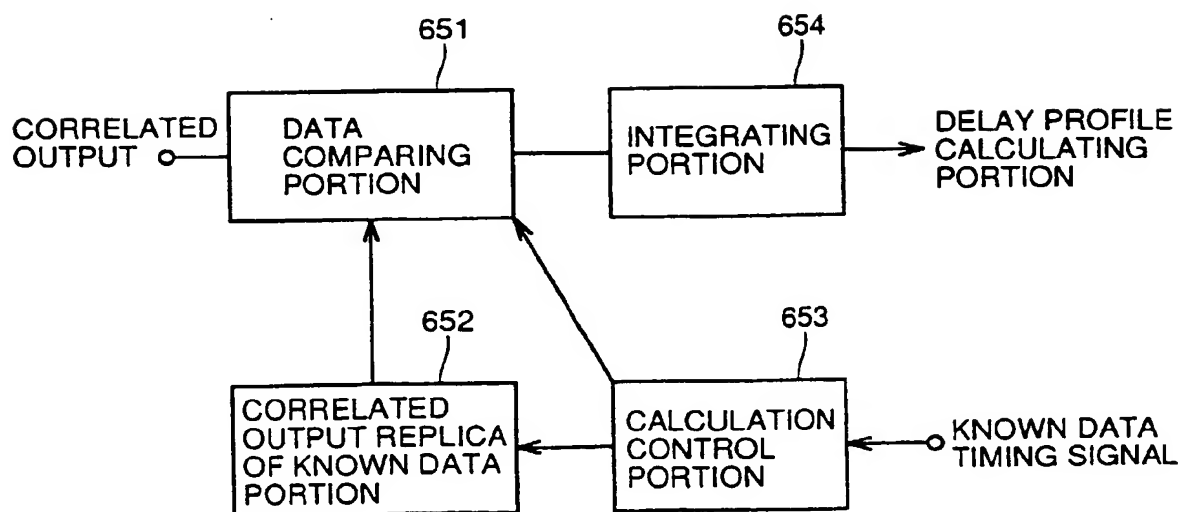 651
654
CORRELATED
OUTPUT
DATA
COMPARING
PORTION
INTEGRATING
PORTION
DELAY PROFILE
CALCULATING
PORTION
652
653
CORRELATED
OUTPUT REPLICA
OF KNOWN DATA
PORTION
CALCULATION
CONTROL
PORTION
KNOWN DATA
TIMING SIGNAL